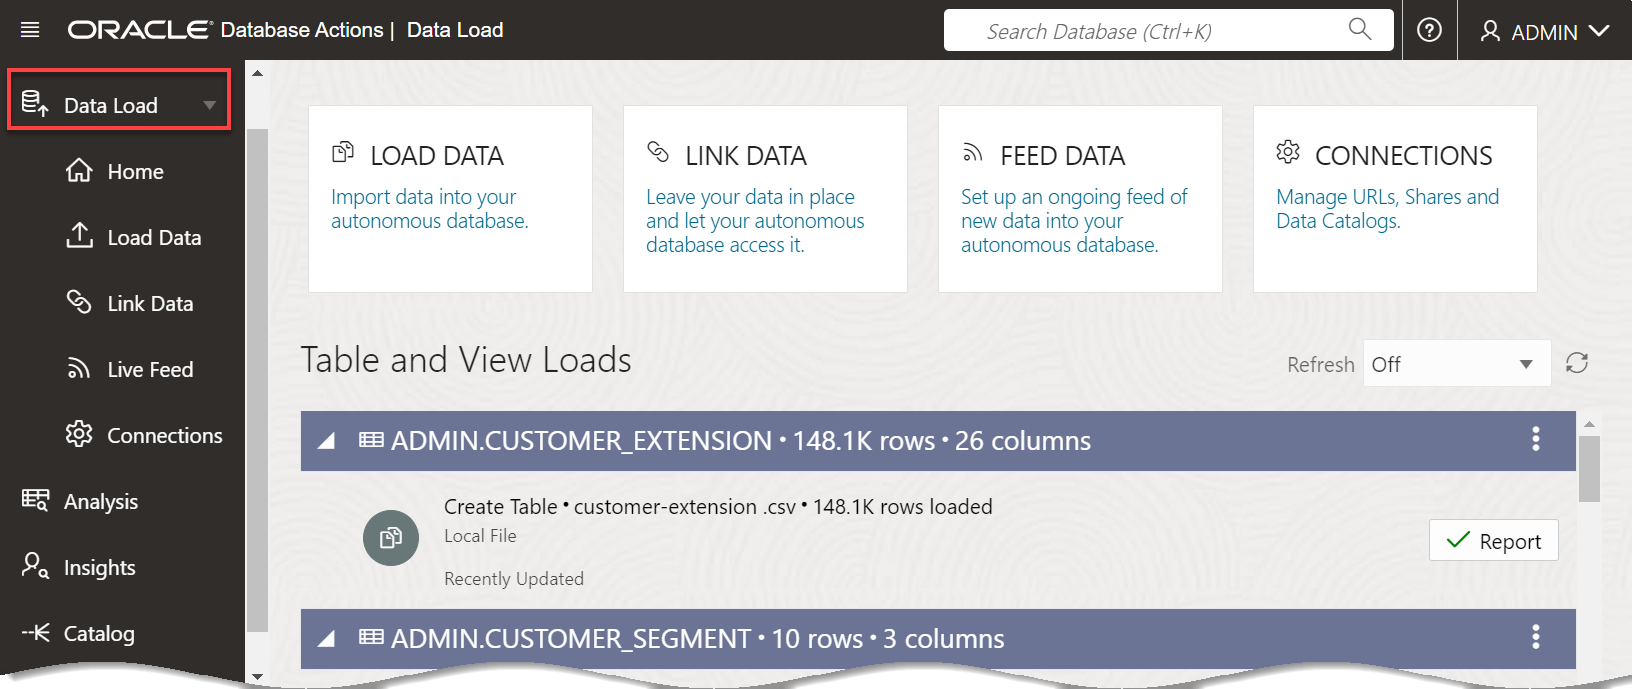 ORACLE® Database Actions | Data Load
Search Database (Ctrl+K)
ADMIN
Data Load
Home
Load Data
Link Data
Live Feed
Connections
Analysis
Insights
Catalog
LOAD DATA
Import data into your
autonomous database.
LINK DATA
Leave your data in place
and let your autonomous
database access it.
FEED DATA
Set up an ongoing feed of
new data into your
autonomous database.
CONNECTIONS
Manage URLs, Shares and
Data Catalogs.
Table and View Loads
Refresh Off
ADMIN.CUSTOMER_EXTENSION • 148.1K rows • 26 columns
Create Table • customer-extension .csv • 148.1K rows loaded
Local File
Recently Updated
Report
ADMIN.CUSTOMER_SEGMENT • 10 rows • 3 columns